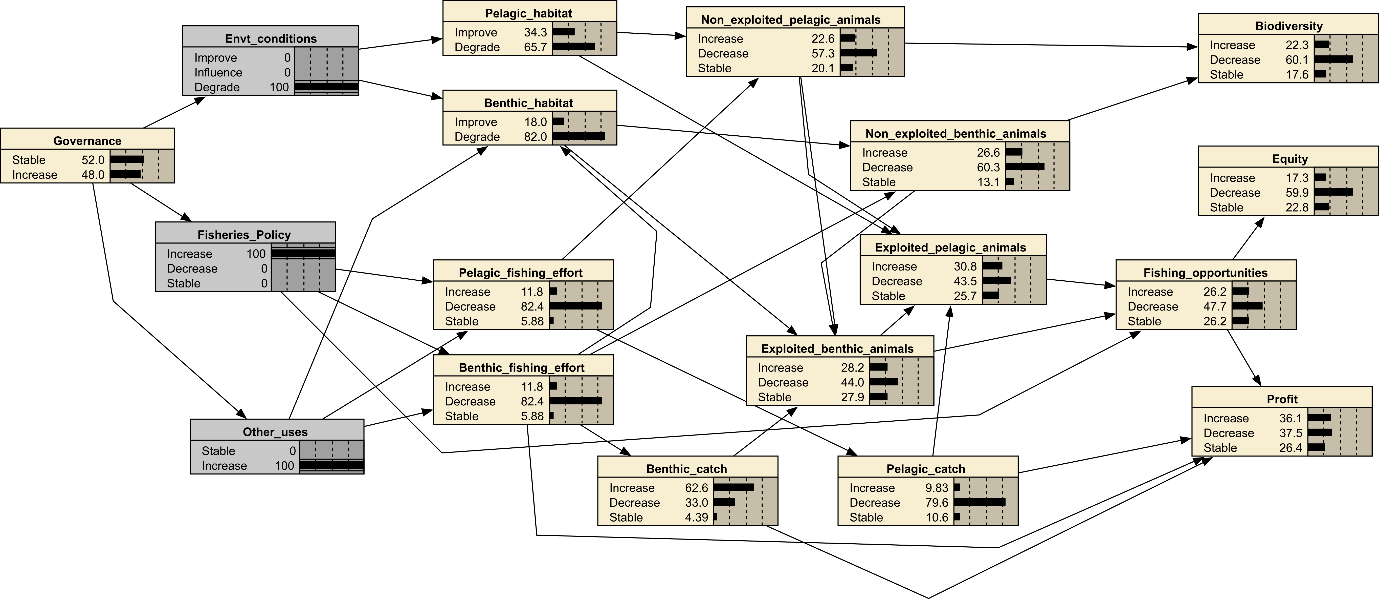 Pelagic_habitat
Improve 34.3
Degrade 65.7
Non_exploited_pelagic_animals
Increase 22.6
Decrease 57.3
Stable 20.1
Biodiversity
Increase 22.3
Decrease 60.1
Stable 17.6
Envt_conditions
Improve 0
Influence 0
Degrade 100
Benthic_habitat
Improve 18.0
Degrade 82.0
Governance
Stable 52.0
Increase 48.0
Non_exploited_benthic_animals
Increase 26.6
Decrease 60.3
Stable 13.1
Equity
Increase 17.3
Decrease 59.9
Stable 22.8
Fisheries_Policy
Increase 100
Decrease 0
Stable 0
Exploited_pelagic_animals
Increase 30.8
Decrease 43.5
Stable 25.7
Pelagic_fishing_effort
Increase 11.8
Decrease 82.4
Stable 5.88
Fishing_opportunities
Increase 26.2
Decrease 47.7
Stable 26.2
Exploited_benthic_animals
Increase 28.2
Decrease 44.0
Stable 27.9
Benthic_fishing_effort
Increase 11.8
Decrease 82.4
Stable 5.88
Profit
Increase 36.1
Decrease 37.5
Stable 26.4
Other_uses
Stable 0
Increase 100
Benthic_catch
Increase 62.6
Decrease 33.0
Stable 4.39
Pelagic_catch
Increase 9.83
Decrease 79.6
Stable 10.6